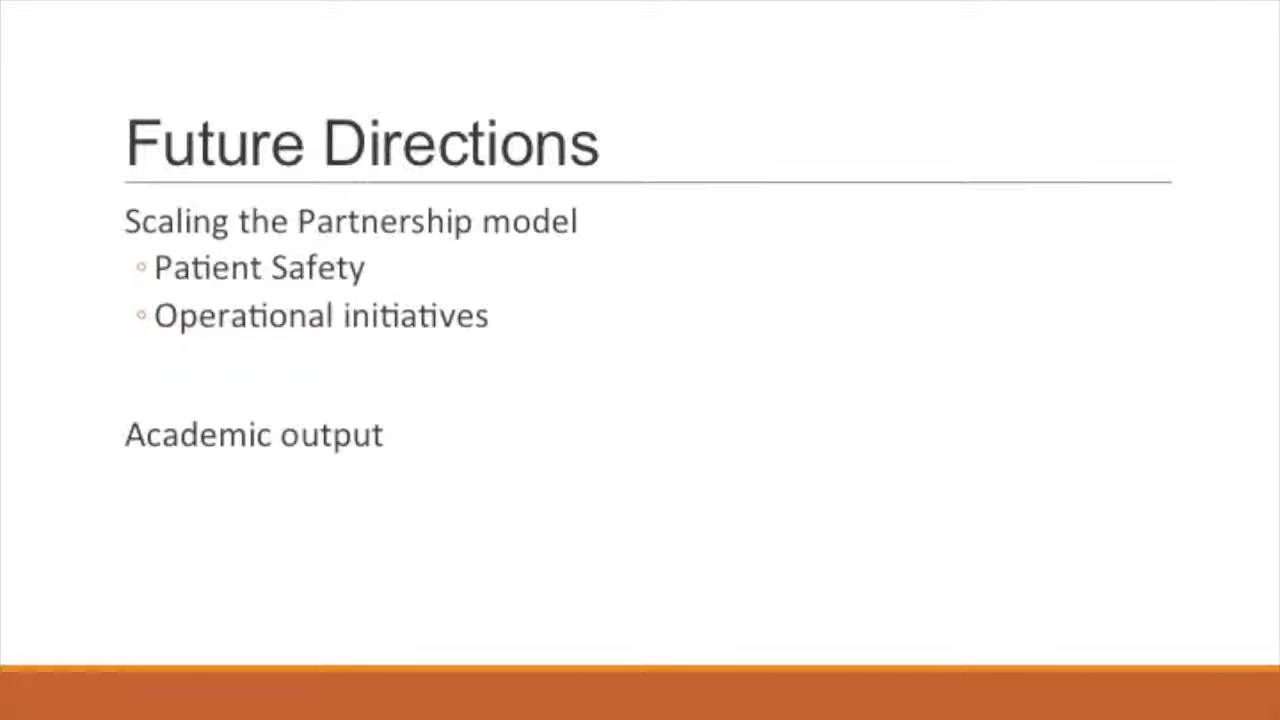 Future Directions
Scaling the Partnership model
◦ Patient Safety
◦ Operational initiatives
Academic output